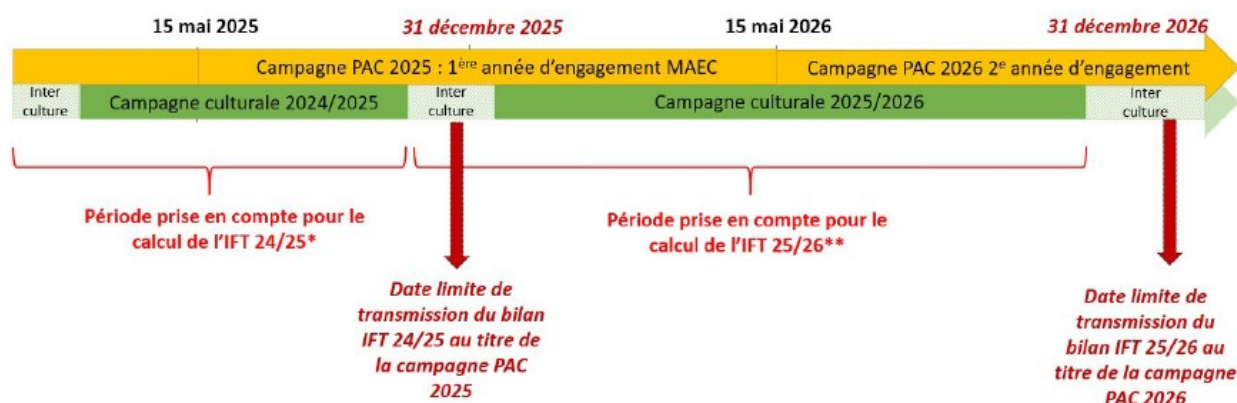 15 mai 2025
31 décembre 2025
15 mai 2026
31 décembre 2026
Campagne PAC 2025 : 1ère année d'engagement MAEC
Campagne PAC 2026 2e année d'engagement
Inter
culture
Campagne culturale 2024/2025
Inter
culture
Campagne culturale 2025/2026
Inter
culture
Période prise en compte pour le
calcul de l'IFT 24/25*
Période prise en compte pour le
calcul de l'IFT 25/26**
Date limite de
transmission du bilan
IFT 24/25 au titre de
la campagne PAC
2025
Date limite de
transmission du
bilan IFT 25/26 au
titre de la campagne
PAC 2026